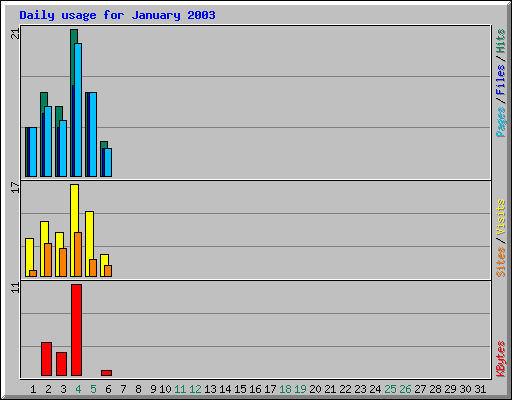 Daily usage for January 2003
21
17
11
Pages / Files / Hits
Sites / Visits
KBytes
1 2 3 4 5 6 7 8 9 10 11 12 13 14 15 16 17 18 19 20 21 22 23 24 25 26 27 28 29 30 31